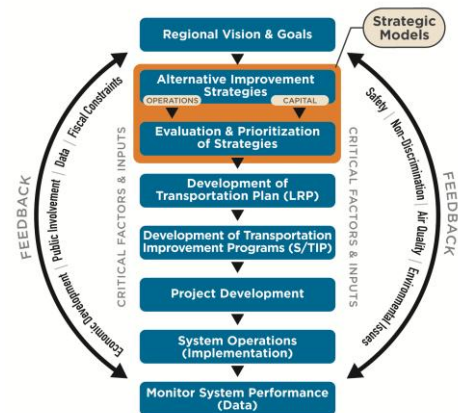 Regional Vision & Goals
Strategic
Models
Alternative Improvement
Strategies
OPERATIONS
CAPITAL
Evaluation & Prioritization
of Strategies
Development of
Transportation Plan (LRP)
Development of Transportation
Improvement Programs (S/TIP)
Project Development
System Operations
(Implementation)
Monitor System Performance
(Data)
FEEDBACK
Economic Development | Public Involvement | Data | Fiscal Constraints
CRITICAL FACTORS & INPUTS
CRITICAL FACTORS & INPUTS
Safety | Non-Discrimination | Air Quality | Environmental Issues
FEEDBACK